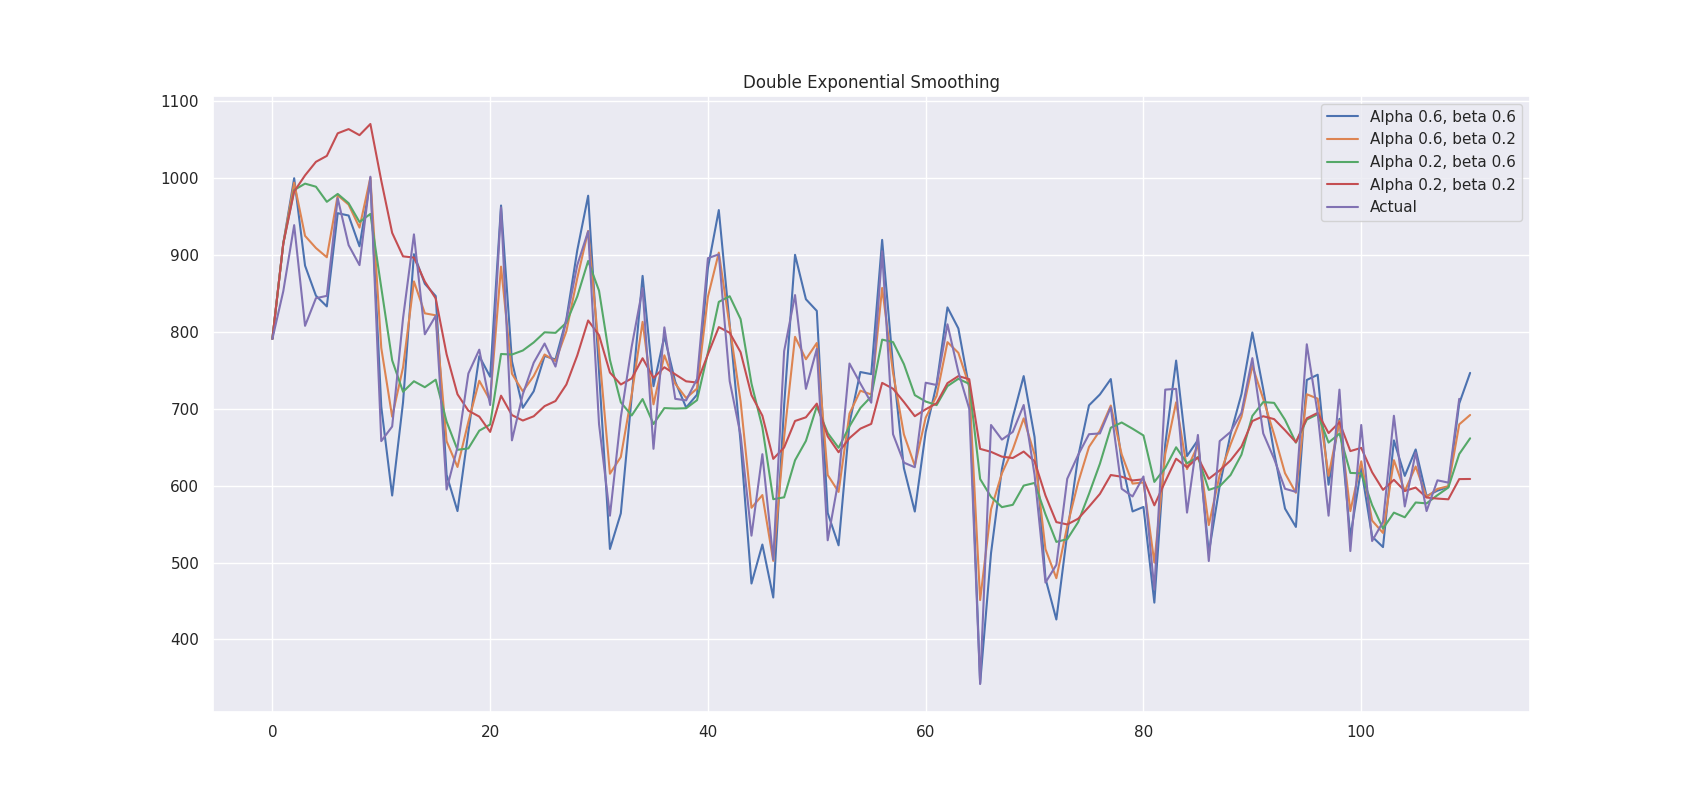 Double Exponential Smoothing
1100
1000
900
800
700
600
500
400
0
20
40
60
80
100
Alpha 0.6, beta 0.6
Alpha 0.6, beta 0.2
Alpha 0.2, beta 0.6
Alpha 0.2, beta 0.2
Actual